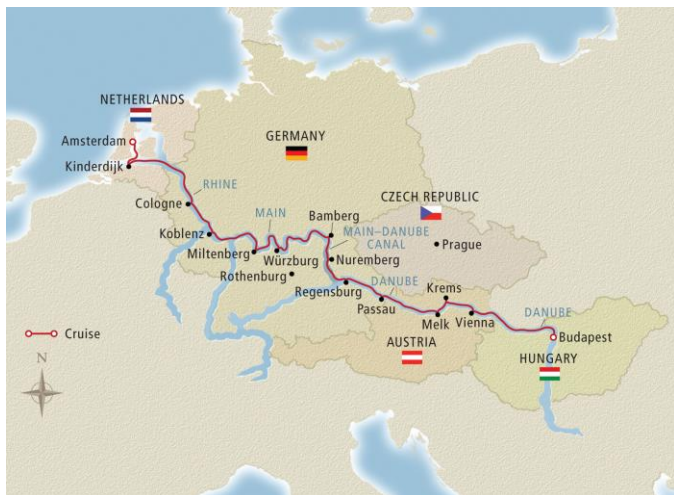 NETHERLANDS
Amsterdam
Kinderdijk
GERMANY
RHINE
Cologne
Koblenz
MAIN
Miltenberg
Würzburg
Rothenburg
Bamberg
MAIN–DANUBE
CANAL
Nuremberg
Regensburg
CZECH REPUBLIC
Prague
DANUBE
Passau
Krems
Melk
Vienna
AUSTRIA
DANUBE
Budapest
HUNGARY
Cruise
N